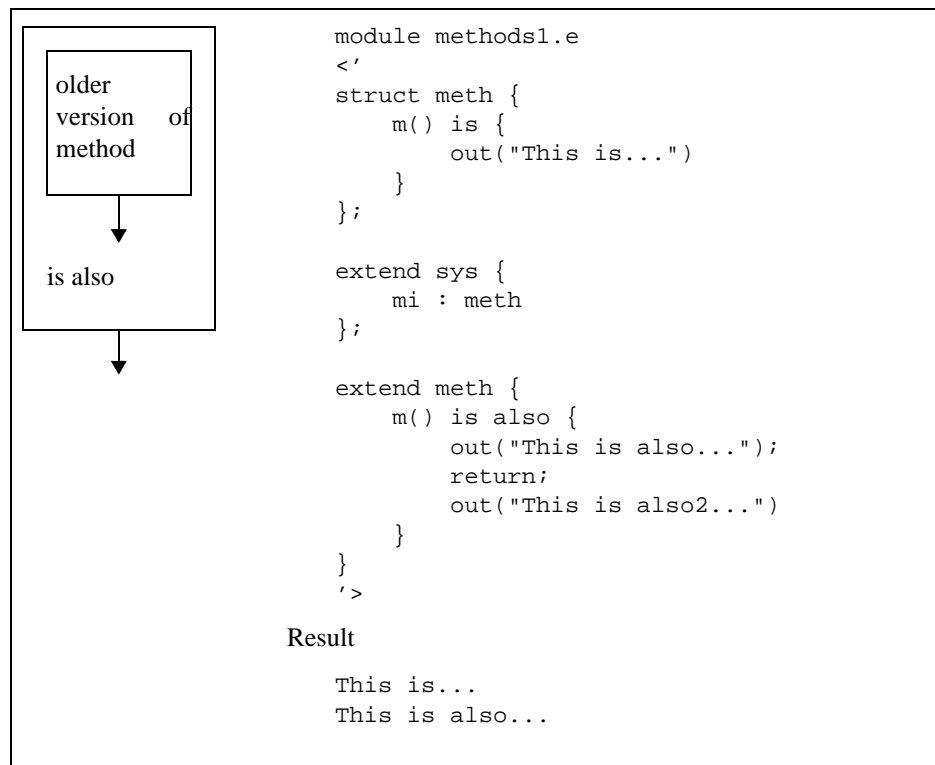 older
version of
method
is also
module methods1.e
<’
struct meth {
    m() is {
        out("This is...")
    }
};
extend sys {
    mi : meth
};
extend meth {
    m() is also {
        out("This is also...");
        return;
        out("This is also2...")
    }
}
’>
Result
This is...
This is also...